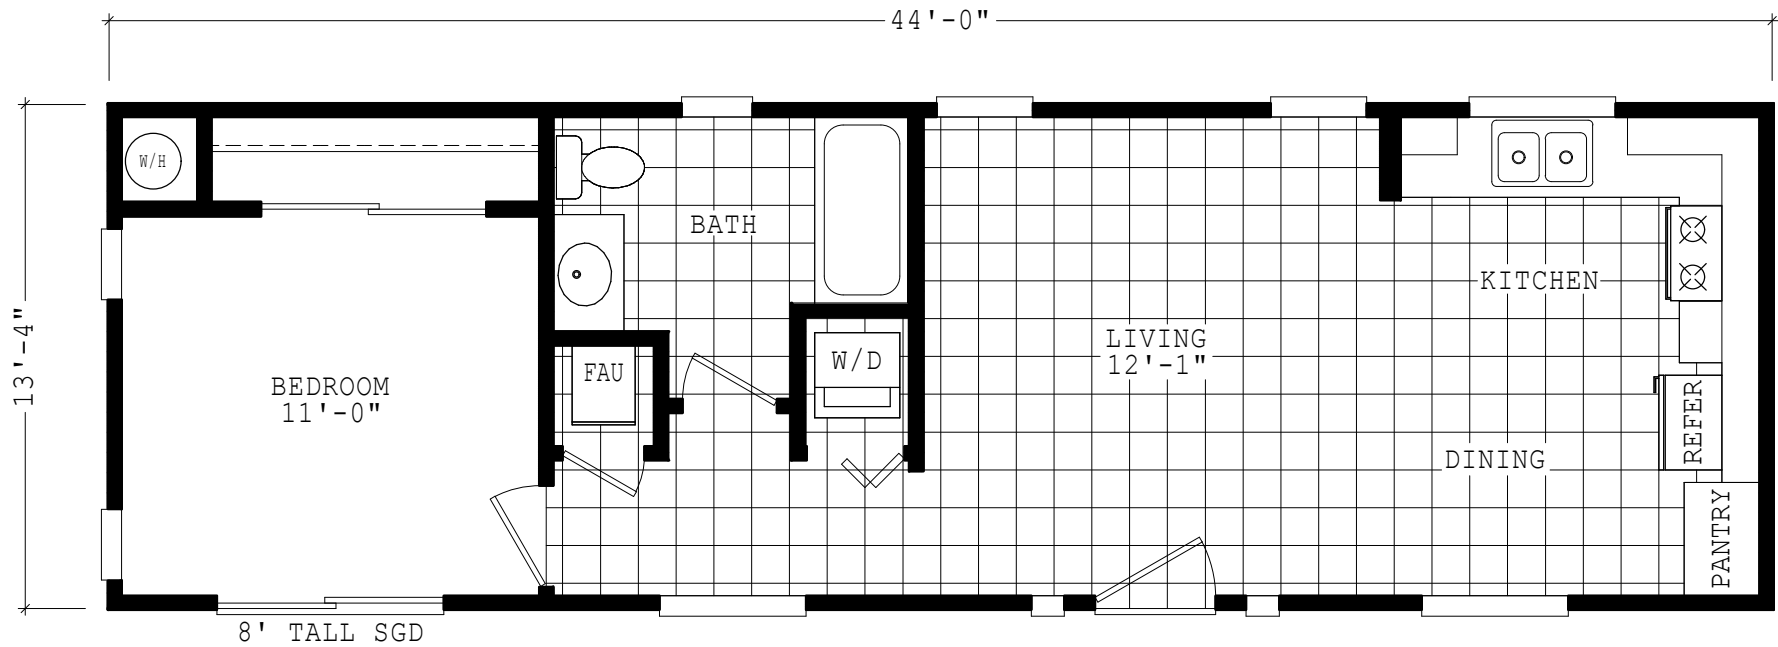 44'-0"
13'-4"
W/H
BATH
KITCHEN
LIVING
12'-1"
W/D
FAU
BEDROOM
11'-0"
REFER
DINING
PANTRY
8' TALL SGD